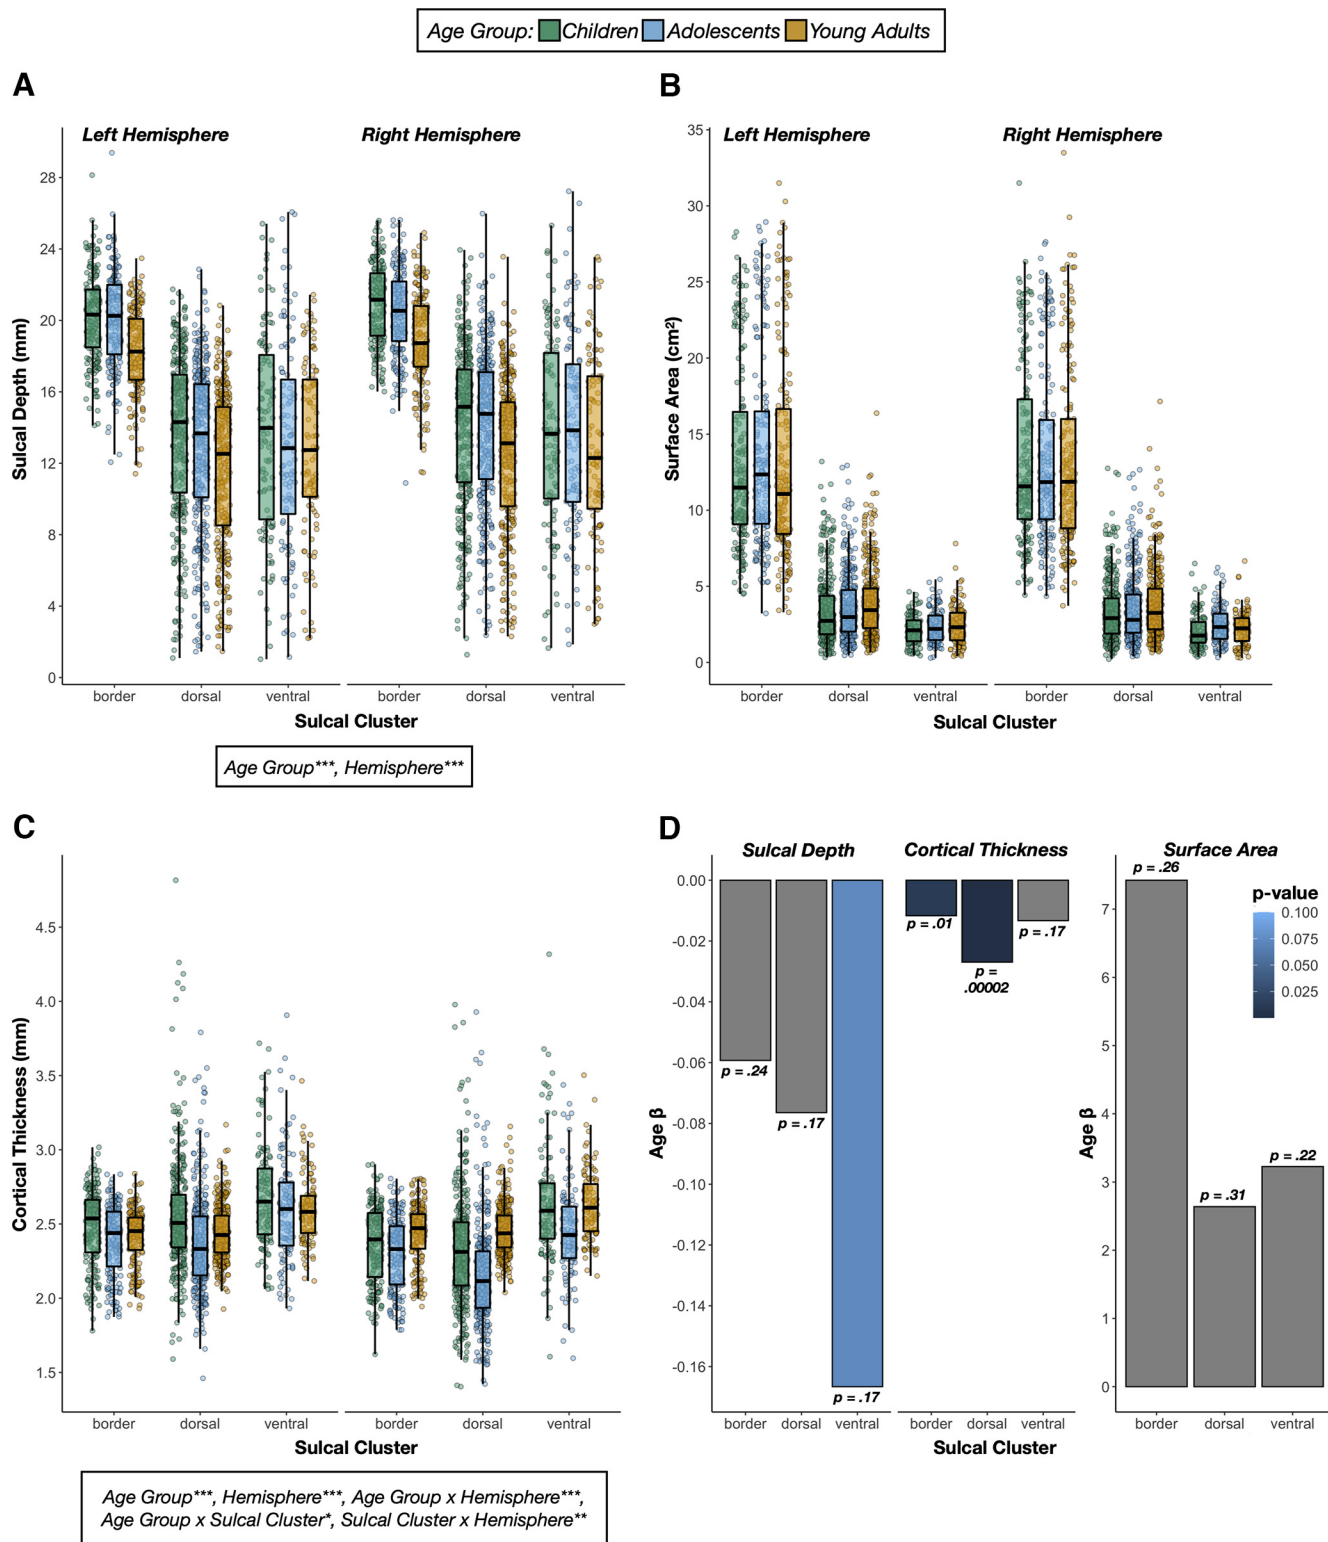 Age Group: Children Adolescents Young Adults
A
Left Hemisphere Right Hemisphere
28
24
20
16
12
8
4
0
Sulcal Depth (mm)
border dorsal ventral border dorsal ventral
Sulcal Cluster
Age Group***, Hemisphere***
B
Left Hemisphere Right Hemisphere
35
30
25
20
15
10
5
0
Surface Area (cm²)
border dorsal ventral border dorsal ventral
Sulcal Cluster
C
4.5
4.0
3.5
3.0
2.5
2.0
1.5
Cortical Thickness (mm)
border dorsal ventral border dorsal ventral
Sulcal Cluster
Age Group***, Hemisphere***, Age Group x Hemisphere***,
Age Group x Sulcal Cluster*, Sulcal Cluster x Hemisphere**
D
Sulcal Depth Cortical Thickness Surface Area
0.00
-0.02
-0.04
-0.06
-0.08
-0.10
-0.12
-0.14
-0.16
Age β
p = .24
p = .17
p = .17
p = .01
p =
.00002
p = .17
border dorsal ventral border dorsal ventral
7
6
5
4
3
2
1
0
Age β
p = .26
p = .31
p = .22
p-value
0.100
0.075
0.050
0.025
border dorsal ventral
Sulcal Cluster